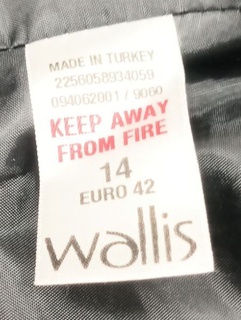 MADE IN TURKEY
2256058934059
094062001 / 9060
KEEP AWAY
FROM FIRE
14
EURO 42
wallis